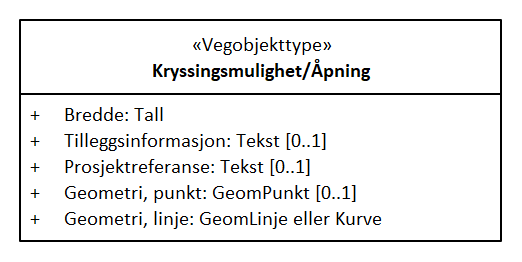 «Vegobjekttype»
Kryssingsmulighet/Åpning
+ Bredde: Tall
+ Tilleggsinformasjon: Tekst [0..1]
+ Prosjektreferanse: Tekst [0..1]
+ Geometri, punkt: GeomPunkt [0..1]
+ Geometri, linje: GeomLinje eller Kurve